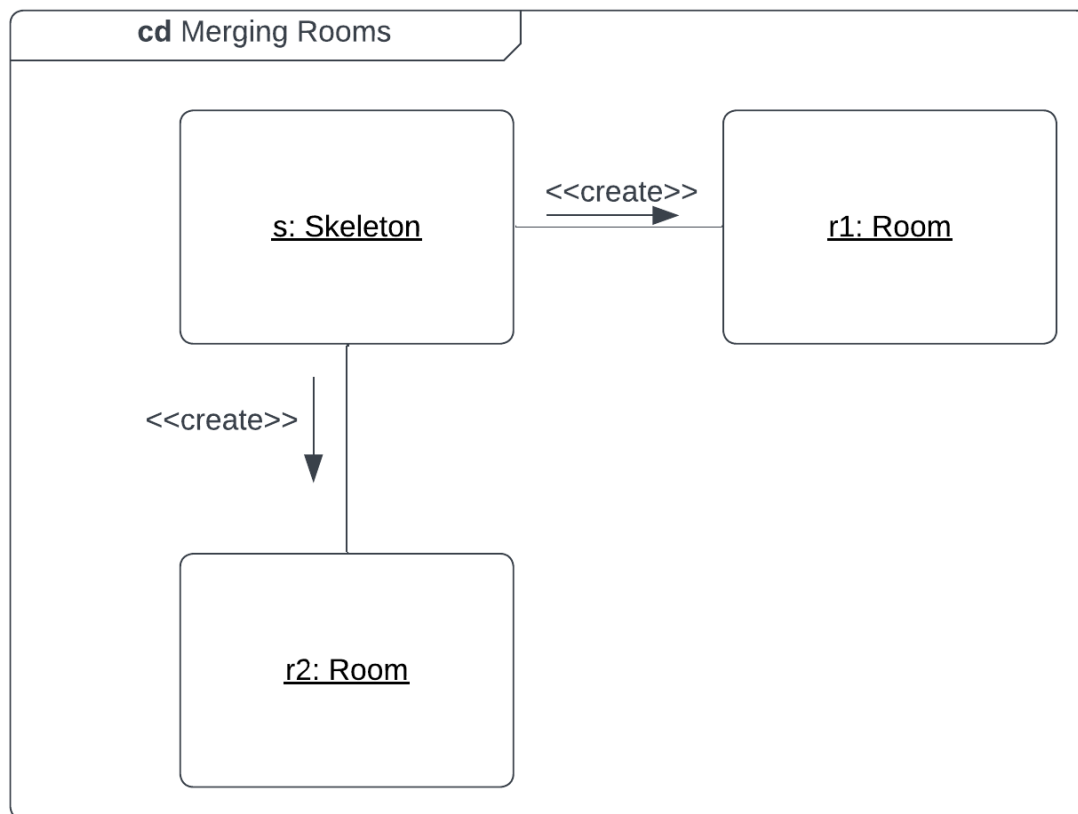 cd Merging Rooms
<<create>>
s: Skeleton
r1: Room
<<create>>
r2: Room